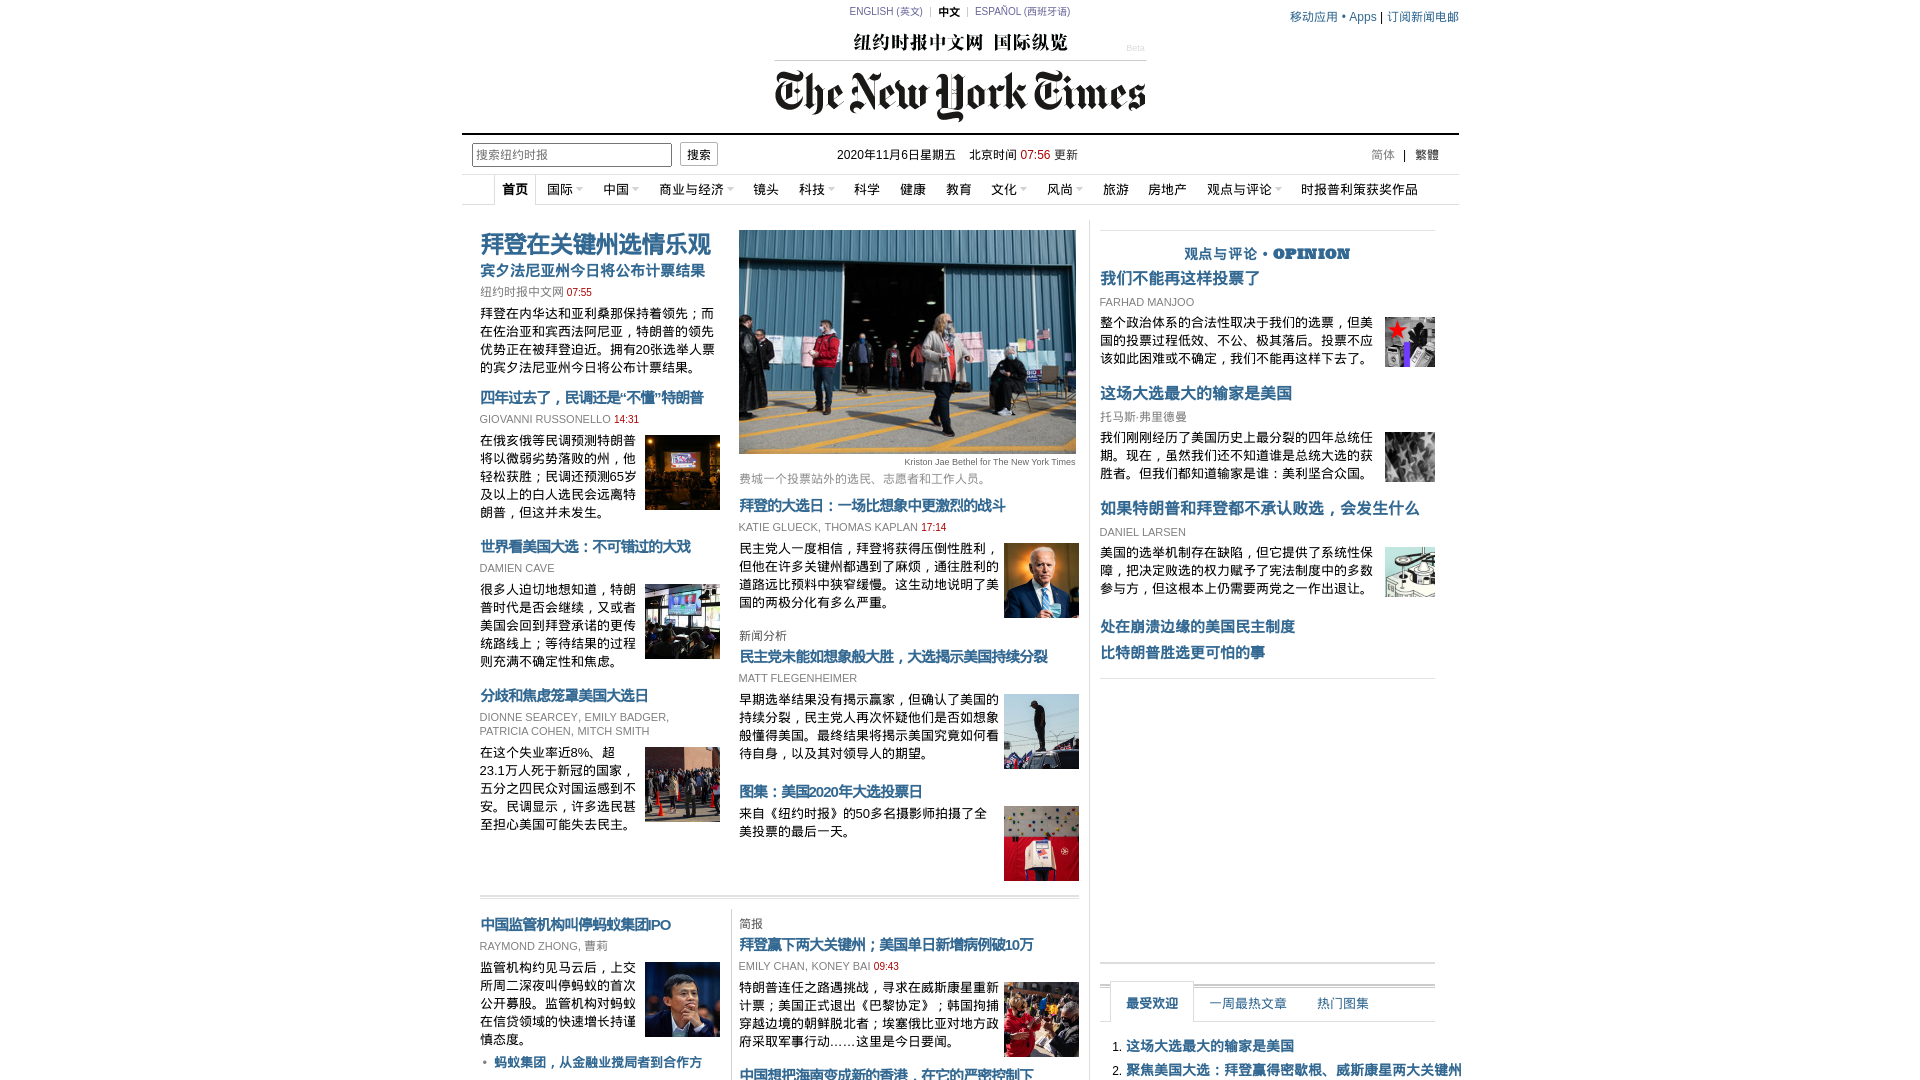 ENGLISH (英文) 中文 ESPAÑOL (西班牙语)
移动应用 • Apps | 订阅新闻电邮
纽约时报中文网 国际纵览
Beta
The New York Times
搜索纽约时报 搜索
2020年11月6日星期五 北京时间 07:56 更新
简体 | 繁體
首页 国际 中国 商业与经济 镜头 科技 科学 健康 教育 文化 风尚 旅游 房地产 观点与评论 时报普利策获奖作品
拜登在关键州选情乐观
宾夕法尼亚州今日将公布计票结果
纽约时报中文网 07:55
拜登在内华达和亚利桑那保持着领先；而
在佐治亚和宾西法阿尼亚，特朗普的领先
优势正在被拜登迫近。拥有20张选举人票
的宾夕法尼亚州今日将公布计票结果。
四年过去了，民调还是“不懂”特朗普
GIOVANNI RUSSONELLO 14:31
在俄亥俄等民调预测特朗普
将以微弱劣势落败的州，他
轻松获胜；民调还预测65岁
及以上的白人选民会远离特
朗普，但这并未发生。
世界看美国大选：不可错过的大戏
DAMIEN CAVE
很多人迫切地想知道，特朗
普时代是否会继续，又或者
美国会回到拜登承诺的更传
统路线上；等待结果的过程
则充满不确定性和焦虑。
分歧和焦虑笼罩美国大选日
DIONNE SEARCEY, EMILY BADGER,
PATRICIA COHEN, MITCH SMITH
在这个失业率近8%、超
23.1万人死于新冠的国家，
五分之四民众对国运感到不
安。民调显示，许多选民甚
至担心美国可能失去民主。
Kriston Jae Bethel for The New York Times
费城一个投票站外的选民、志愿者和工作人员。
拜登的大选日：一场比想象中更激烈的战斗
KATIE GLUECK, THOMAS KAPLAN 17:14
民主党人一度相信，拜登将获得压倒性胜利，
但他在许多关键州都遇到了麻烦，通往胜利的
道路远比预料中狭窄缓慢。这生动地说明了美
国的两极分化有多么严重。
新闻分析
民主党未能如想象般大胜，大选揭示美国持续分裂
MATT FLEGENHEIMER
早期选举结果没有揭示赢家，但确认了美国的
持续分裂，民主党人再次怀疑他们是否如想象
般懂得美国。最终结果将揭示美国究竟如何看
待自身，以及其对领导人的期望。
图集：美国2020年大选投票日
来自《纽约时报》的50多名摄影师拍摄了全
美投票的最后一天。
中国监管机构叫停蚂蚁集团IPO
RAYMOND ZHONG, 曹莉
监管机构约见马云后，上交
所周二深夜叫停蚂蚁的首次
公开募股。监管机构对蚂蚁
在信贷领域的快速增长持谨
慎态度。
• 蚂蚁集团，从金融业搅局者到合作方
简报
拜登赢下两大关键州；美国单日新增病例破10万
EMILY CHAN, KONEY BAI 09:43
特朗普连任之路遇挑战，寻求在威斯康星重新
计票；美国正式退出《巴黎协定》；韩国拘捕
穿越边境的朝鲜脱北者；埃塞俄比亚对地方政
府采取军事行动……这里是今日要闻。
中国想把海南变成新的香港，在它的严密控制下
观点与评论 • OPINION
我们不能再这样投票了
FARHAD MANJOO
整个政治体系的合法性取决于我们的选票，但美
国的投票过程低效、不公、极其落后。投票不应
该如此困难或不确定，我们不能再这样下去了。
这场大选最大的输家是美国
托马斯·弗里德曼
我们刚刚经历了美国历史上最分裂的四年总统任
期。现在，虽然我们还不知道谁是总统大选的获
胜者。但我们都知道输家是谁：美利坚合众国。
如果特朗普和拜登都不承认败选，会发生什么
DANIEL LARSEN
美国的选举机制存在缺陷，但它提供了系统性保
障，把决定败选的权力赋予了宪法制度中的多数
参与方，但这根本上仍需要两党之一作出退让。
处在崩溃边缘的美国民主制度
比特朗普胜选更可怕的事
最受欢迎 一周最热文章 热门图集
1. 这场大选最大的输家是美国
2. 聚焦美国大选：拜登赢得密歇根、威斯康星两大关键州